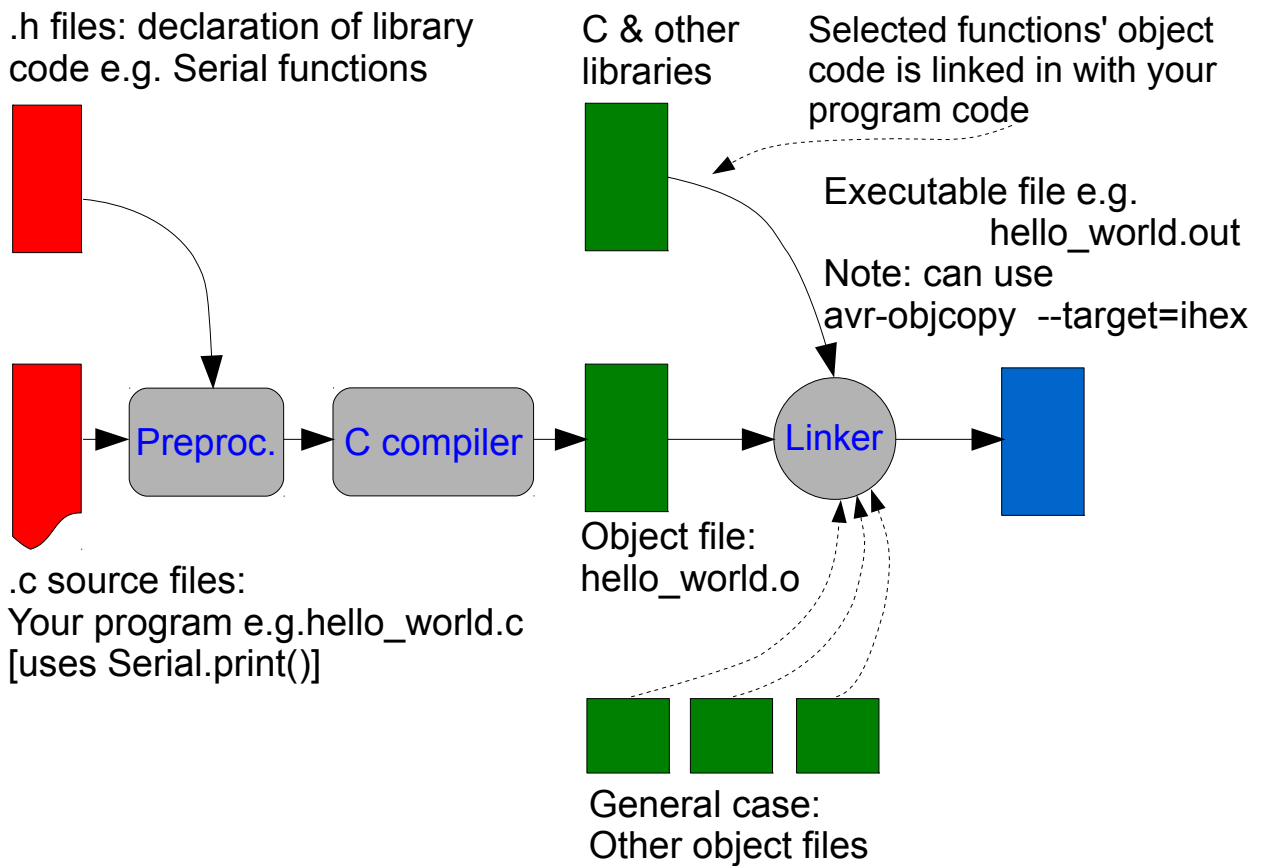 .h files: declaration of library
code e.g. Serial functions
C & other
libraries
Selected functions' object
code is linked in with your
program code
Executable file e.g.
hello_world.out
Note: can use
avr-objcopy --target=ihex
Preproc.
C compiler
Linker
Object file:
hello_world.o
.c source files:
Your program e.g.hello_world.c
[uses Serial.print()]
General case:
Other object files